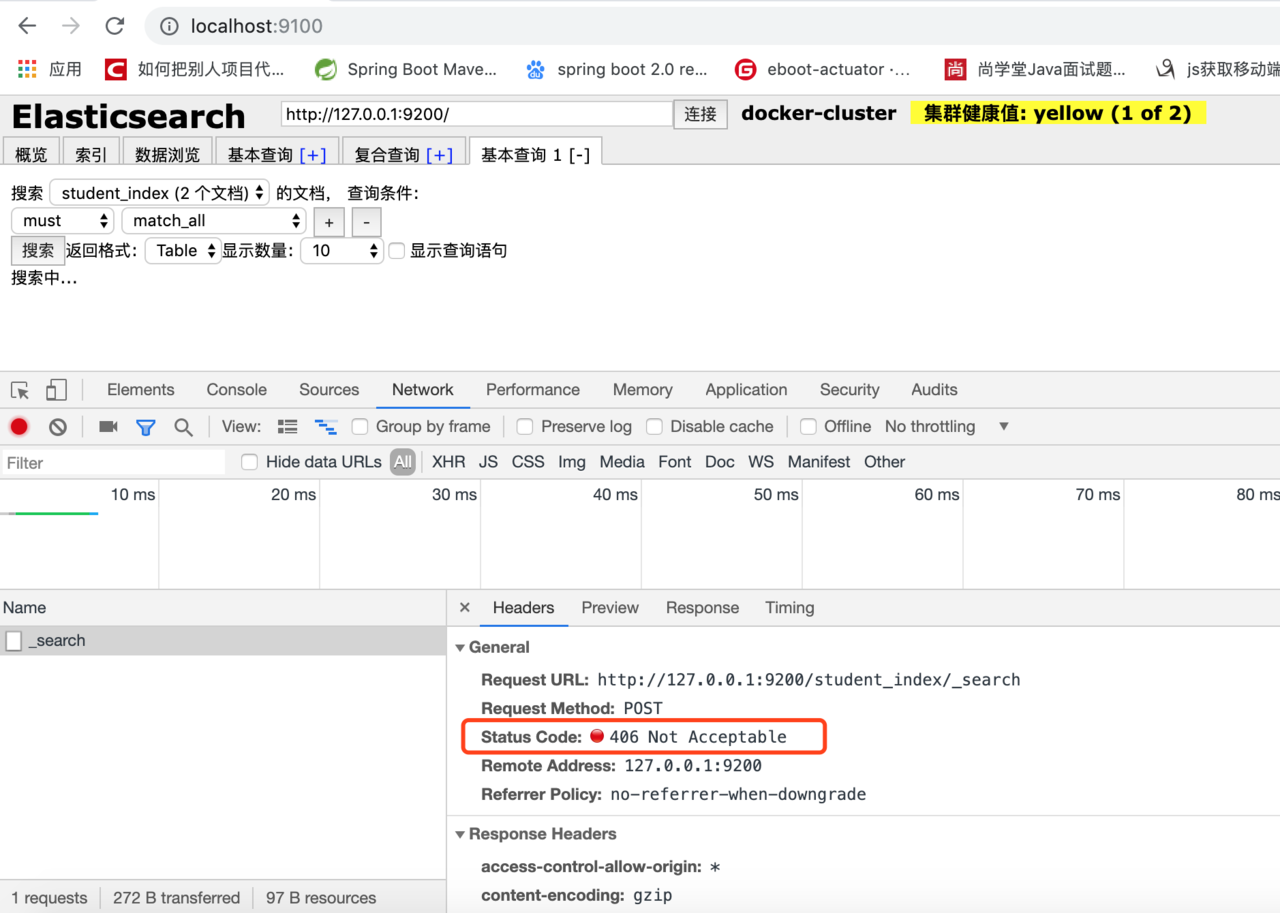 localhost:9100
应用 如何把别人项目代... Spring Boot Mave... spring boot 2.0 re... eboot-actuator ·... 尚 尚学堂Java面试题... js获取移动端
Elasticsearch http://127.0.0.1:9200/ 连接 docker-cluster 集群健康值: yellow (1 of 2)
概览 索引 数据浏览 基本查询 [+] 复合查询 [+] 基本查询 1 [-]
搜索 student_index (2 个文档) 的文档， 查询条件：
must match_all + -
搜索 返回格式： Table 显示数量： 10 显示查询语句
搜索中...
Elements Console Sources Network Performance Memory Application Security Audits
View: Group by frame Preserve log Disable cache Offline No throttling
Filter Hide data URLs All XHR JS CSS Img Media Font Doc WS Manifest Other
10 ms 20 ms 30 ms 40 ms 50 ms 60 ms 70 ms 80 ms
Name × Headers Preview Response Timing
_search
General
Request URL: http://127.0.0.1:9200/student_index/_search
Request Method: POST
Status Code: 406 Not Acceptable
Remote Address: 127.0.0.1:9200
Referrer Policy: no-referrer-when-downgrade
Response Headers
access-control-allow-origin: *
content-encoding: gzip
1 requests 272 B transferred 97 B resources